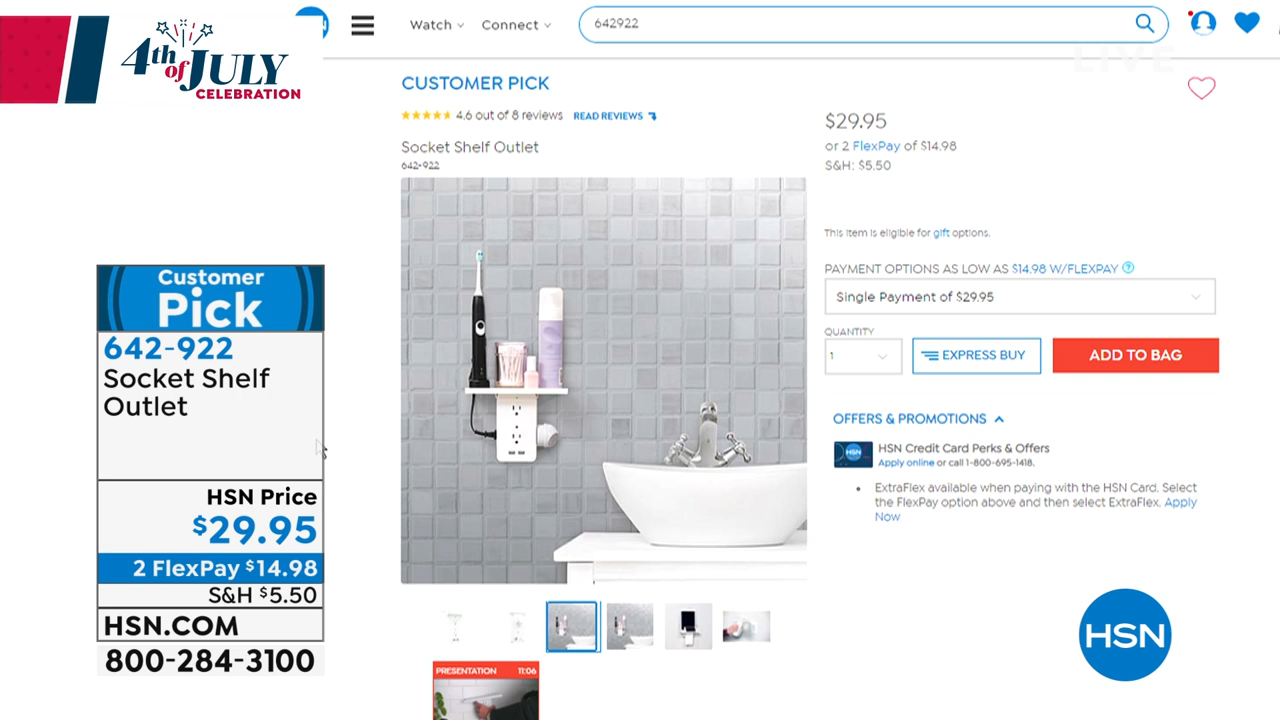 4th of JULY
CELEBRATION
Watch
Connect
642922
LIVE
CUSTOMER PICK
4.6 out of 8 reviews READ REVIEWS
Socket Shelf Outlet
642-922
$29.95
or 2 FlexPay of $14.98
S&H: $5.50
This item is eligible for gift options.
PAYMENT OPTIONS AS LOW AS $14.98 W/FLEXPAY ?
Single Payment of $29.95
QUANTITY
1
EXPRESS BUY
ADD TO BAG
OFFERS & PROMOTIONS
HSN
HSN Credit Card Perks & Offers
Apply online or call 1-800-695-1418.
• ExtraFlex available when paying with the HSN Card. Select
the FlexPay option above and then select ExtraFlex. Apply
Now
Customer
Pick
642-922
Socket Shelf
Outlet
HSN Price
$29.95
2 FlexPay $14.98
S&H $5.50
HSN.COM
800-284-3100
PRESENTATION 11:06
HSN